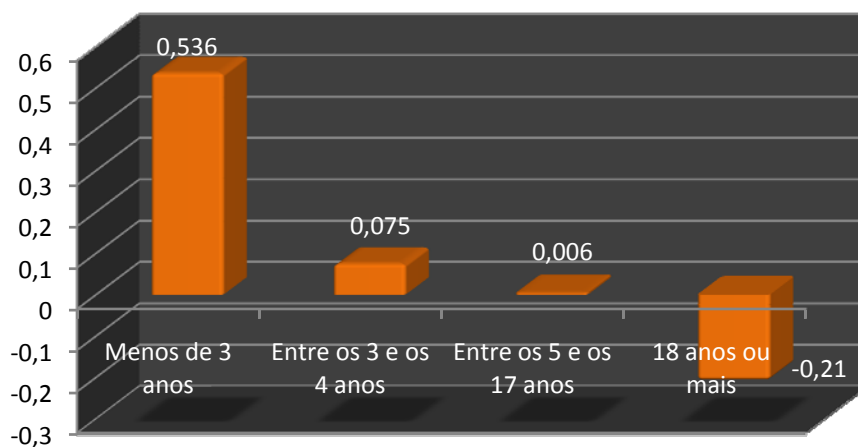 0,6
0,5
0,4
0,3
0,2
0,1
0
-0,1
-0,2
-0,3
0,536
0,075
0,006
-0,21
Menos de 3
anos
Entre os 3 e os
4 anos
Entre os 5 e os
17 anos
18 anos ou
mais